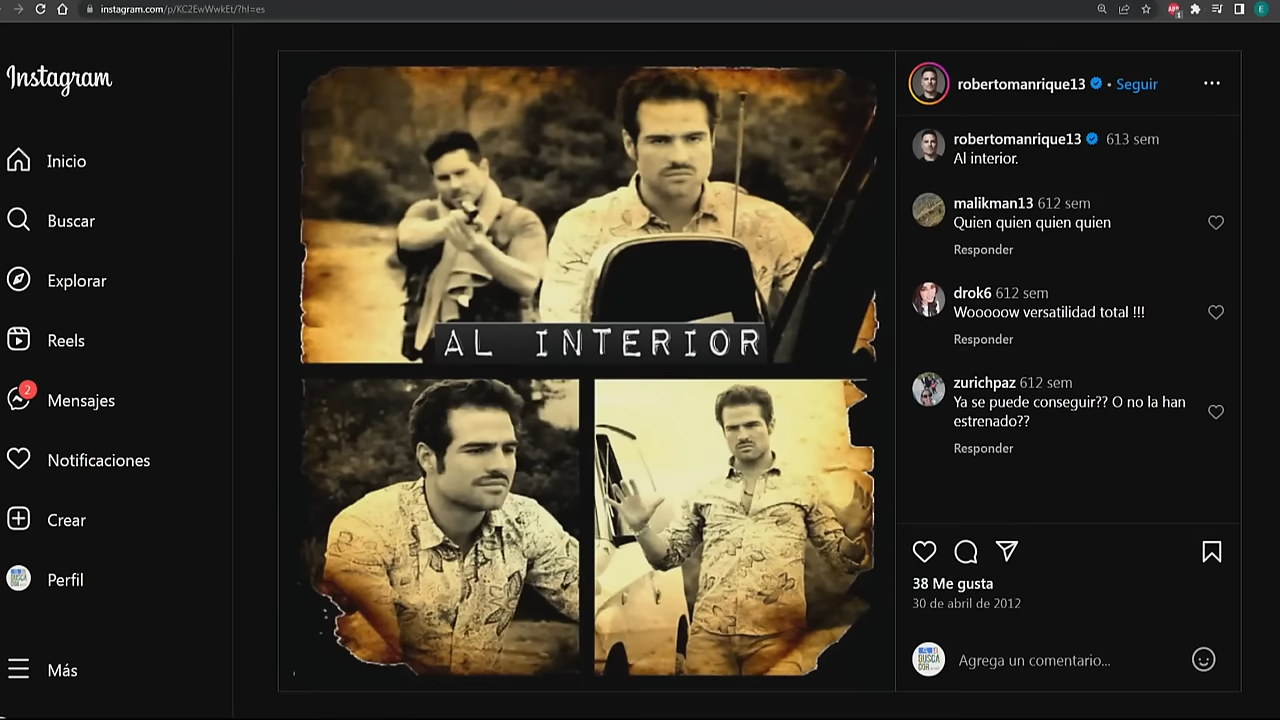 instagram.com/p/KC2EwWwkEt/?hl=es
Instagram
Inicio
Buscar
Explorar
Reels
2
Mensajes
Notificaciones
Crear
Perfil
Más
AL INTERIOR
robertomanrique13 • Seguir
robertomanrique13 613 sem
Al interior.
malikman13 612 sem
Quien quien quien quien
Responder
drok6 612 sem
Wooooow versatilidad total !!!
Responder
zurichpaz 612 sem
Ya se puede conseguir?? O no la han
estrenado??
Responder
38 Me gusta
30 de abril de 2012
Agrega un comentario...